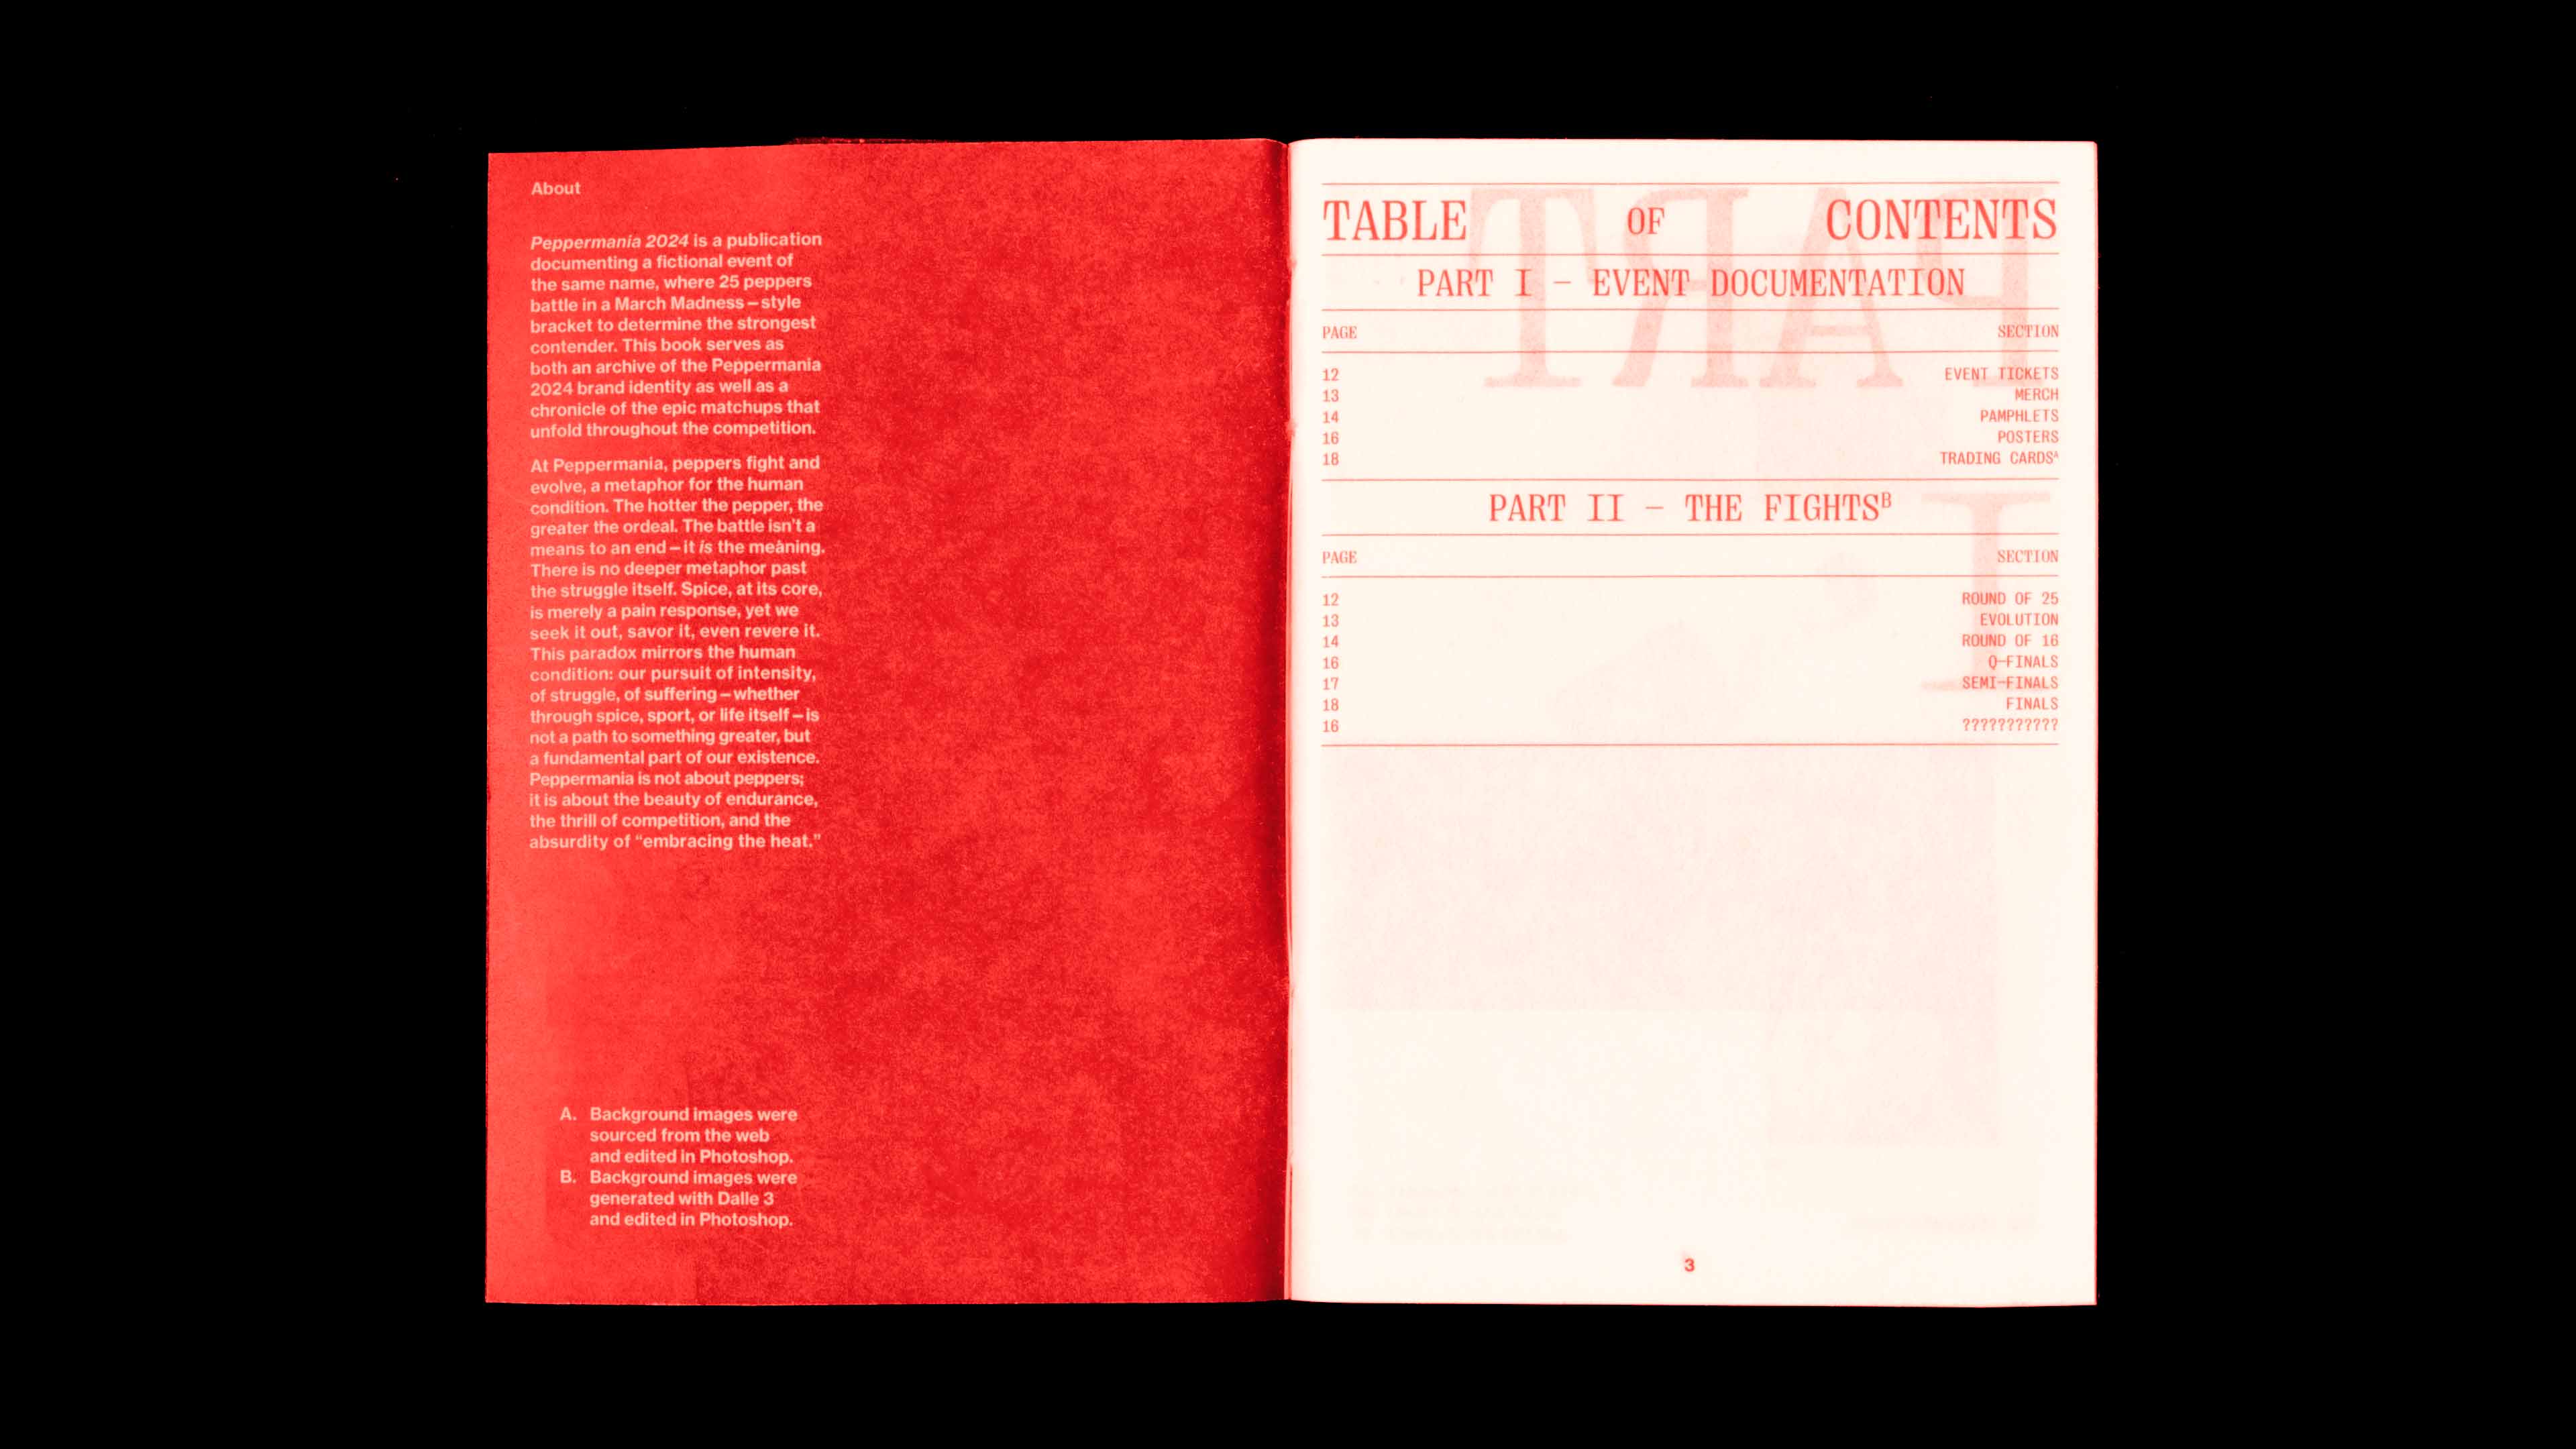 About
Peppermania 2024 is a publication
documenting a fictional event of
the same name, where 25 peppers
battle in a March Madness – style
bracket to determine the strongest
contender. This book serves as
both an archive of the Peppermania
2024 brand identity as well as a
chronicle of the epic matchups that
unfold throughout the competition.
At Peppermania, peppers fight and
evolve, a metaphor for the human
condition. The hotter the pepper, the
greater the ordeal. The battle isn't a
means to an end – it is the meaning.
There is no deeper metaphor past
the struggle itself. Spice, at its core,
is merely a pain response, yet we
seek it out, savor it, even revere it.
This paradox mirrors the human
condition: our pursuit of intensity,
of struggle, of suffering – whether
through spice, sport, or life itself – is
not a path to something greater, but
a fundamental part of our existence.
Peppermania is not about peppers;
it is about the beauty of endurance,
the thrill of competition, and the
absurdity of “embracing the heat.”
A. Background images were
sourced from the web
and edited in Photoshop.
B. Background images were
generated with Dalle 3
and edited in Photoshop.
TABLE OF CONTENTS
PART I – EVENT DOCUMENTATION
PAGE SECTION
12 EVENT TICKETS
13 MERCH
14 PAMPHLETS
16 POSTERS
18 TRADING CARDSᴬ
PART II – THE FIGHTSᴮ
PAGE SECTION
12 ROUND OF 25
13 EVOLUTION
14 ROUND OF 16
16 Q–FINALS
17 SEMI–FINALS
18 FINALS
16 ???????????
3
PART
I